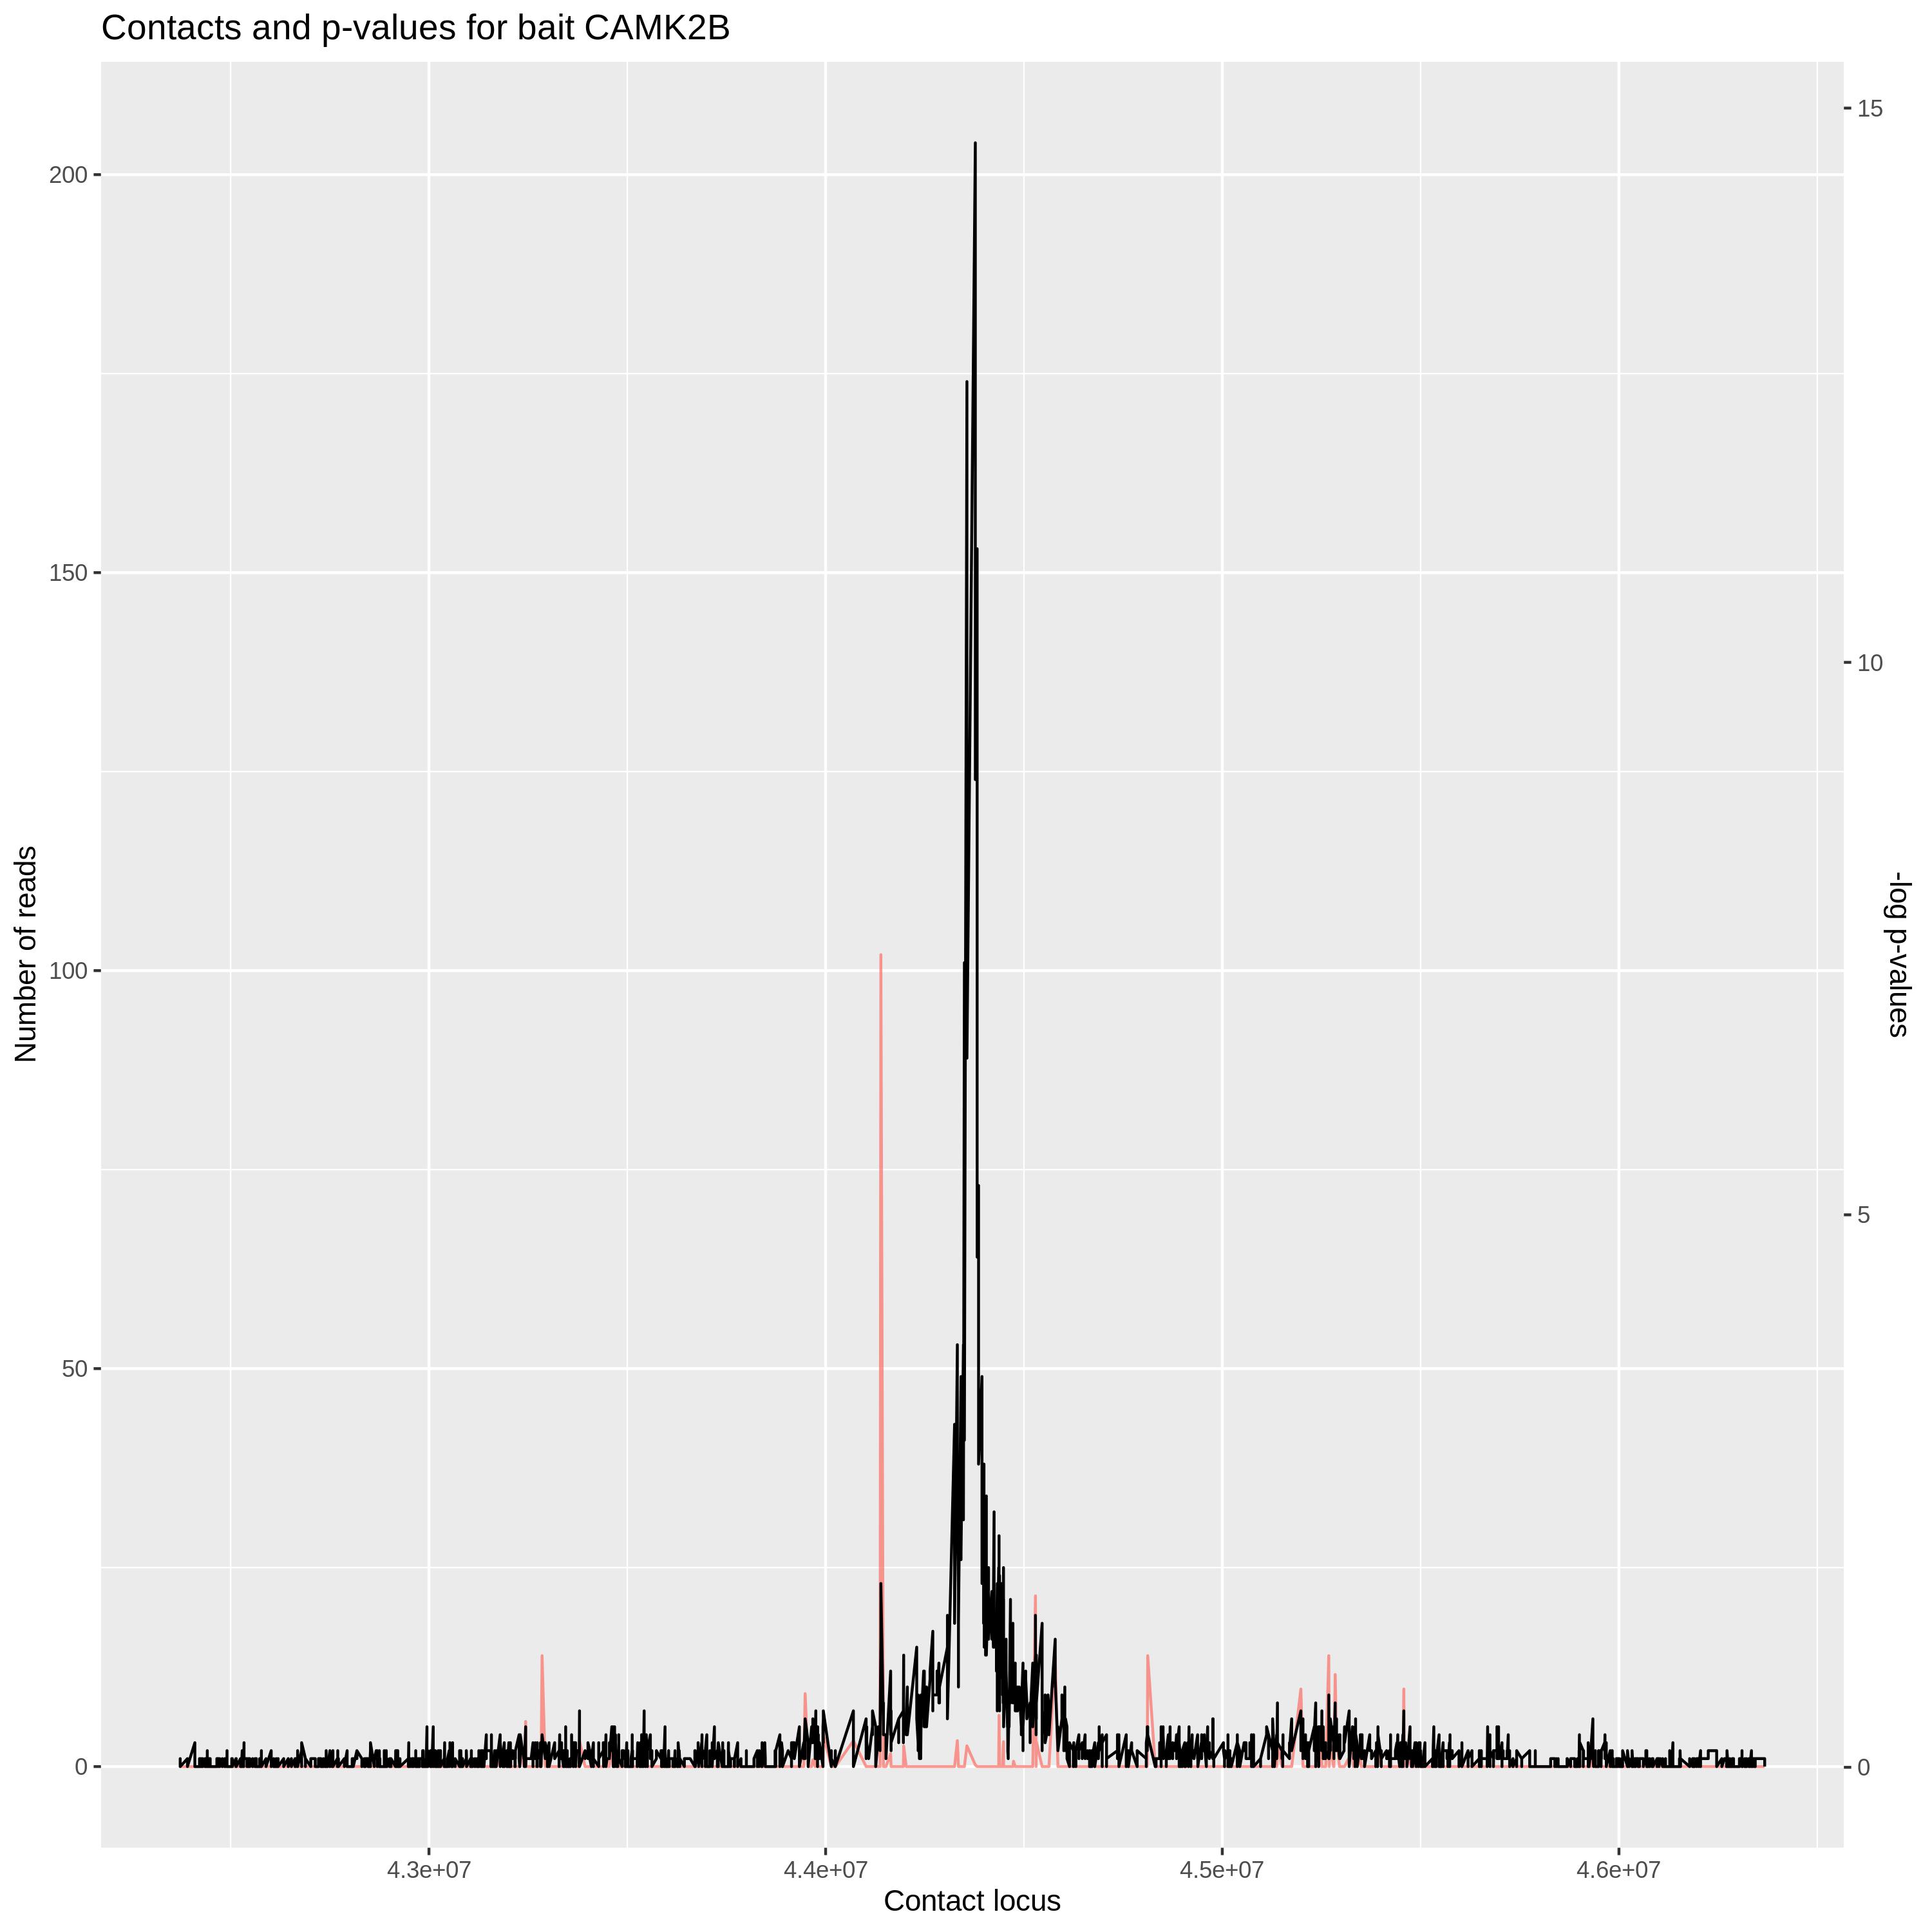 Contacts and p-values for bait CAMK2B
200
150
100
50
0
Number of reads
15
10
5
0
-log p-values
4.3e+07
4.4e+07
4.5e+07
4.6e+07
Contact locus